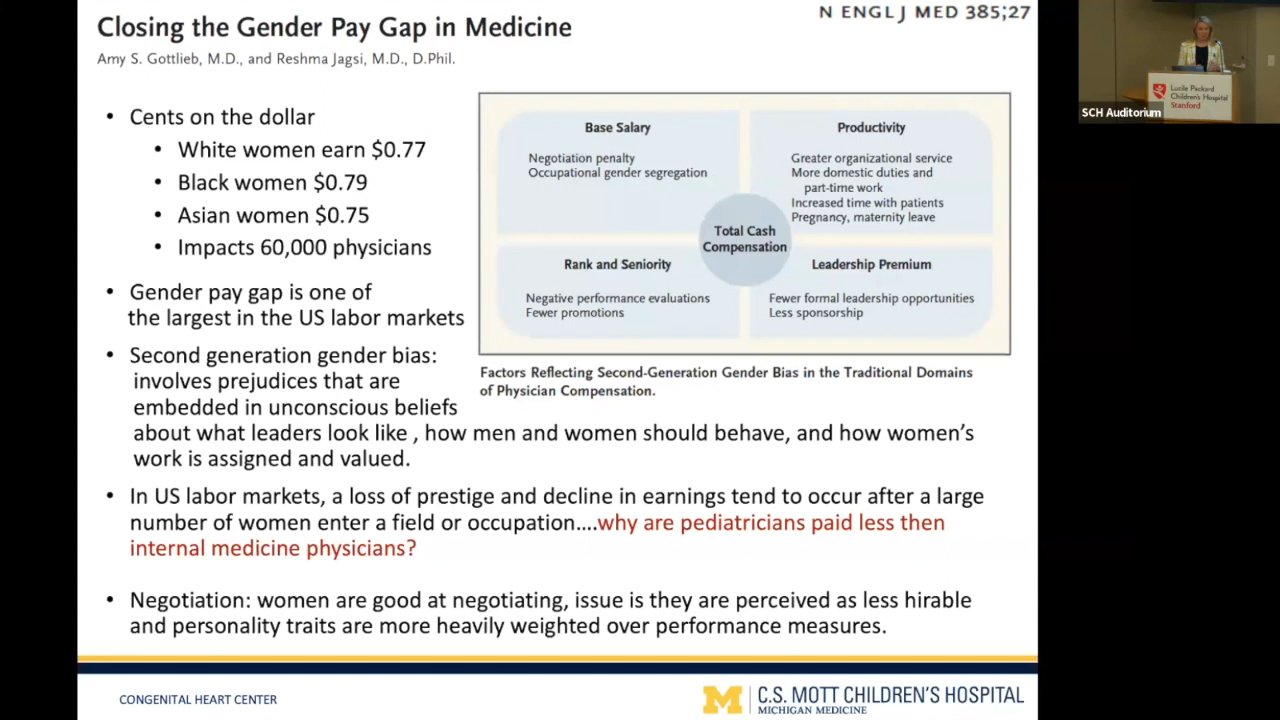 Closing the Gender Pay Gap in Medicine
N ENGL J MED 385;27
Amy S. Gottlieb, M.D., and Reshma Jagsi, M.D., D.Phil.
• Cents on the dollar
• White women earn $0.77
• Black women $0.79
• Asian women $0.75
• Impacts 60,000 physicians
• Gender pay gap is one of
the largest in the US labor markets
• Second generation gender bias:
involves prejudices that are
embedded in unconscious beliefs
about what leaders look like , how men and women should behave, and how women's
work is assigned and valued.
• In US labor markets, a loss of prestige and decline in earnings tend to occur after a large
number of women enter a field or occupation....why are pediatricians paid less then
internal medicine physicians?
• Negotiation: women are good at negotiating, issue is they are perceived as less hirable
and personality traits are more heavily weighted over performance measures.
Base Salary
Negotiation penalty
Occupational gender segregation
Productivity
Greater organizational service
More domestic duties and
part-time work
Increased time with patients
Pregnancy, maternity leave
Total Cash
Compensation
Rank and Seniority
Negative performance evaluations
Fewer promotions
Leadership Premium
Fewer formal leadership opportunities
Less sponsorship
Factors Reflecting Second-Generation Gender Bias in the Traditional Domains
of Physician Compensation.
CONGENITAL HEART CENTER
M
C.S. MOTT CHILDREN'S HOSPITAL
MICHIGAN MEDICINE
Lucile Packard
Children's Hospital
Stanford
SCH Auditorium